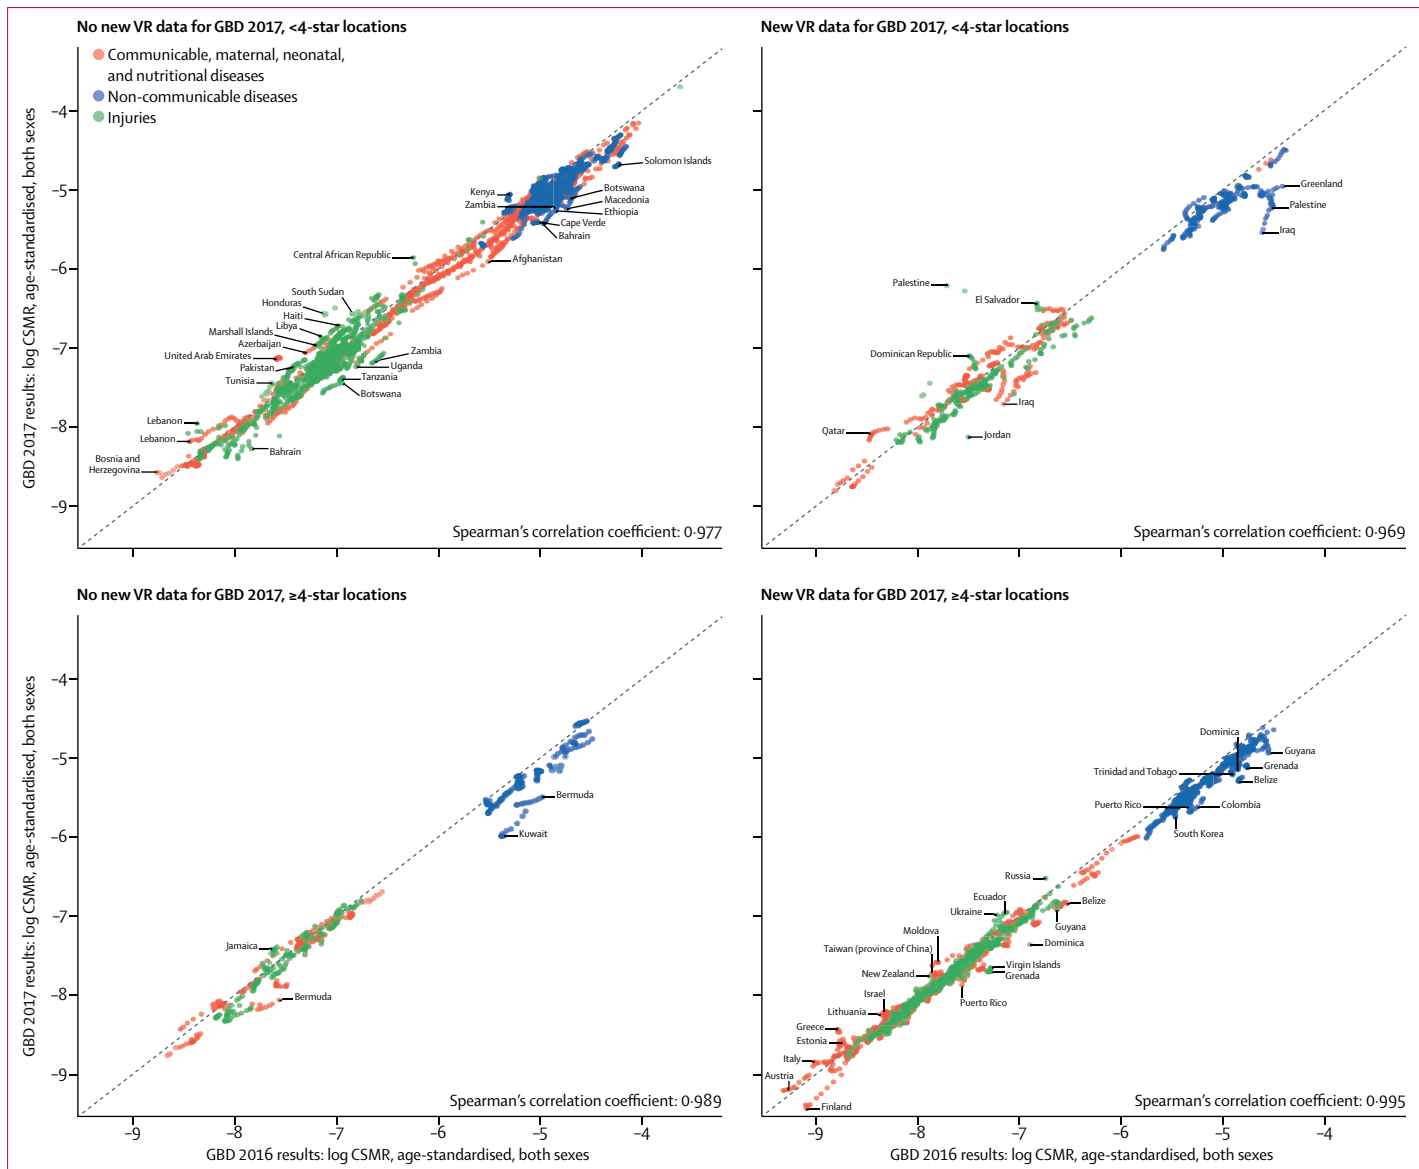 No new VR data for GBD 2017, <4-star locations
Communicable, maternal, neonatal,
and nutritional diseases
Non-communicable diseases
Injuries
GBD 2017 results: log CSMR, age-standardised, both sexes
−4
−5
−6
−7
−8
−9
Solomon Islands
Kenya
Zambia
Botswana
Macedonia
Ethiopia
Cape Verde
Bahrain
Central African Republic
Afghanistan
South Sudan
Honduras
Haiti
Libya
Marshall Islands
Azerbaijan
United Arab Emirates
Pakistan
Tunisia
Zambia
Uganda
Tanzania
Botswana
Lebanon
Lebanon
Bahrain
Bosnia and
Herzegovina
Spearman's correlation coefficient: 0·977
New VR data for GBD 2017, <4-star locations
Greenland
Palestine
Iraq
Palestine
El Salvador
Dominican Republic
Iraq
Qatar
Jordan
Spearman's correlation coefficient: 0·969
−9
−8
−7
−6
−5
−4
No new VR data for GBD 2017, ≥4-star locations
GBD 2017 results: log CSMR, age-standardised, both sexes
−4
−5
−6
−7
−8
−9
Bermuda
Kuwait
Jamaica
Bermuda
Spearman's correlation coefficient: 0·989
−9
−8
−7
−6
−5
−4
GBD 2016 results: log CSMR, age-standardised, both sexes
New VR data for GBD 2017, ≥4-star locations
Dominica
Guyana
Grenada
Trinidad and Tobago
Belize
Puerto Rico
Colombia
South Korea
Russia
Ecuador
Belize
Ukraine
Guyana
Moldova
Dominica
Taiwan (province of China)
Virgin Islands
New Zealand
Grenada
Puerto Rico
Israel
Lithuania
Greece
Estonia
Italy
Austria
Finland
Spearman's correlation coefficient: 0·995
−9
−8
−7
−6
−5
−4
GBD 2016 results: log CSMR, age-standardised, both sexes